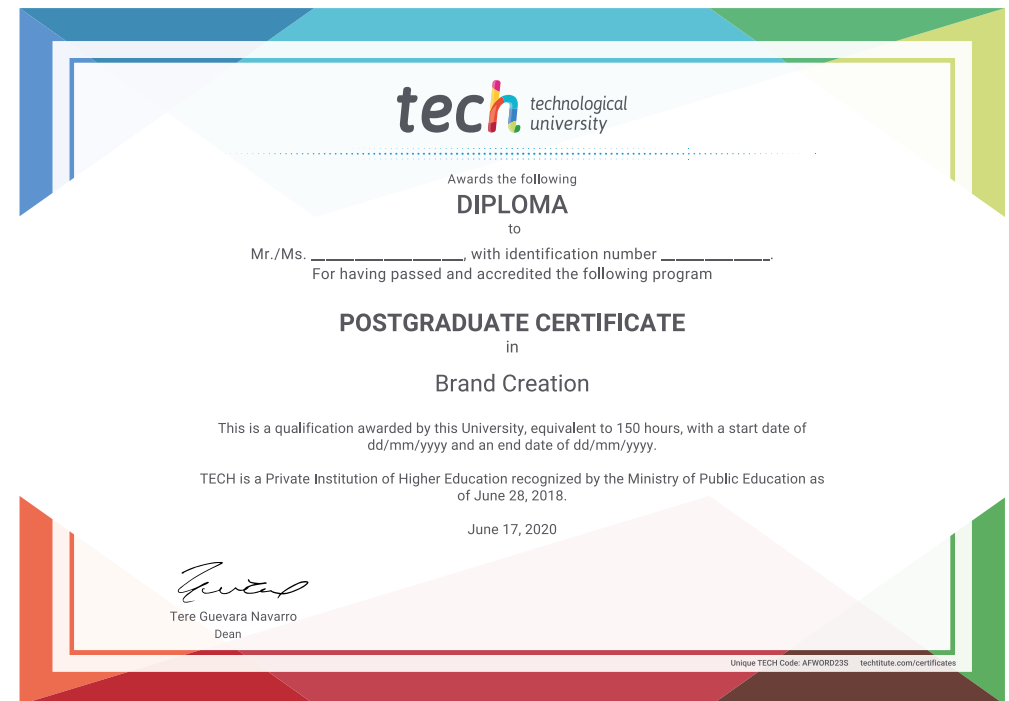 tech technological
university
Awards the following
DIPLOMA
to
Mr./Ms. ____________________, with identification number ______________.
For having passed and accredited the following program
POSTGRADUATE CERTIFICATE
in
Brand Creation
This is a qualification awarded by this University, equivalent to 150 hours, with a start date of
dd/mm/yyyy and an end date of dd/mm/yyyy.
TECH is a Private Institution of Higher Education recognized by the Ministry of Public Education as
of June 28, 2018.
June 17, 2020
Tere Guevara Navarro
Dean
Unique TECH Code: AFWORD23S techtitute.com/certificates